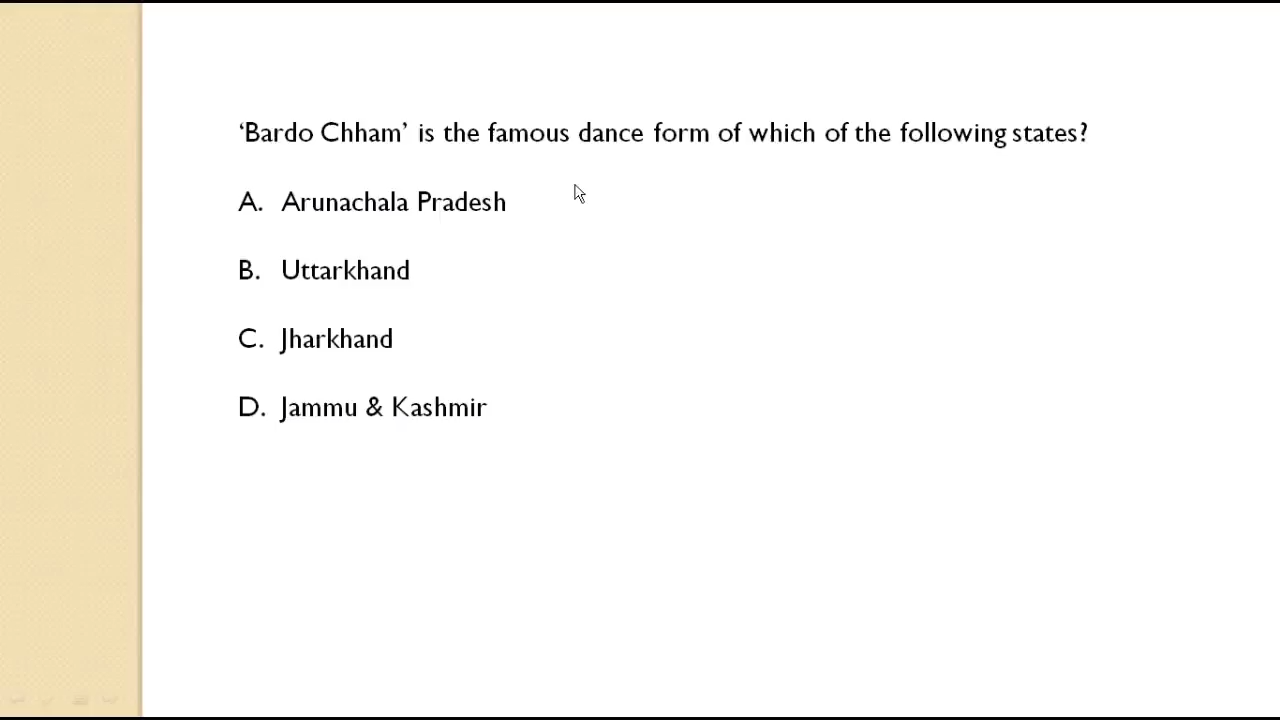 ‘Bardo Chham’ is the famous dance form of which of the following states?
A. Arunachala Pradesh
B. Uttarkhand
C. Jharkhand
D. Jammu & Kashmir